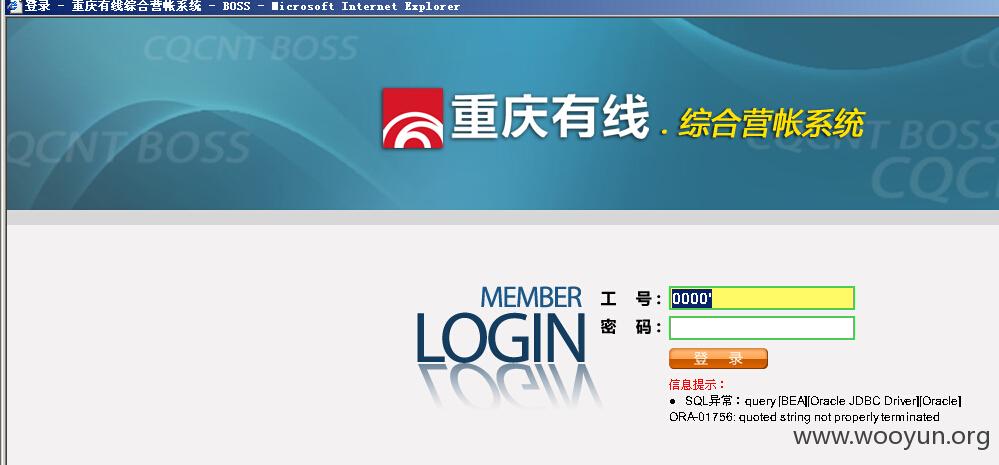 登录 - 重庆有线综合营帐系统 - BOSS - Microsoft Internet Explorer
CQCNT BOSS
重庆有线.综合营帐系统
CQCNT BOSS
CQCNT BOSS
CQC
MEMBER
LOGIN
工 号：0000'
密 码：
登 录
信息提示：
● SQL异常：query [BEA][Oracle JDBC Driver][Oracle]
ORA-01756: quoted string not properly terminated
www.wooyun.org